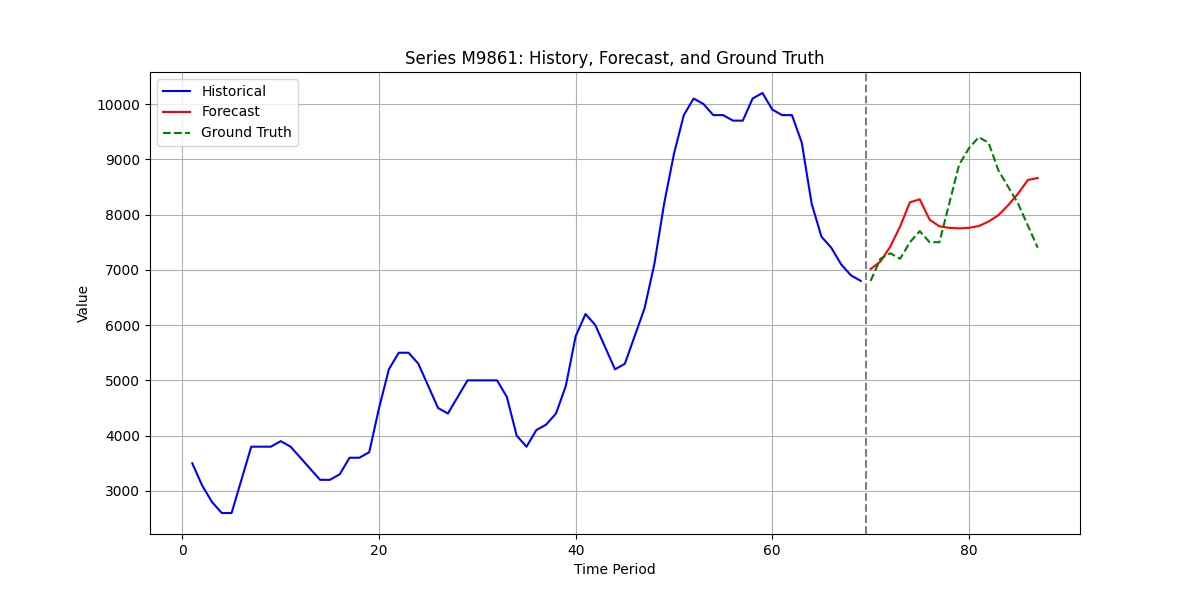 Series M9861: History, Forecast, and Ground Truth
Historical
Forecast
Ground Truth
10000
9000
8000
7000
6000
5000
4000
3000
Value
0 20 40 60 80
Time Period